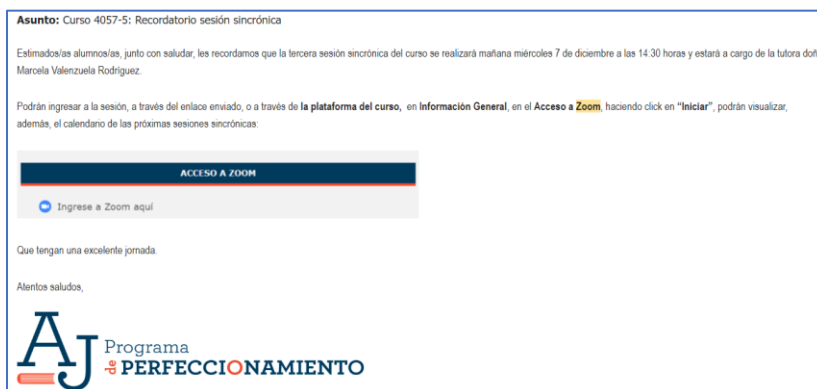 Asunto: Curso 4057-5: Recordatorio sesión sincrónica
Estimados/as alumnos/as, junto con saludar, les recordamos que la tercera sesión sincrónica del curso se realizará mañana miércoles 7 de diciembre a las 14:30 horas y estará a cargo de la tutora
Marcela Valenzuela Rodríguez.
Podrán ingresar a la sesión, a través del enlace enviado, o a través de la plataforma del curso, en Información General, en el Acceso a Zoom, haciendo click en “Iniciar”, podrán visualizar,
además, el calendario de las próximas sesiones sincrónicas:
ACCESO A ZOOM
Ingrese a Zoom aquí
Que tengan una excelente jornada.
Atentos saludos,
AJ Programa
de PERFECCIONAMIENTO